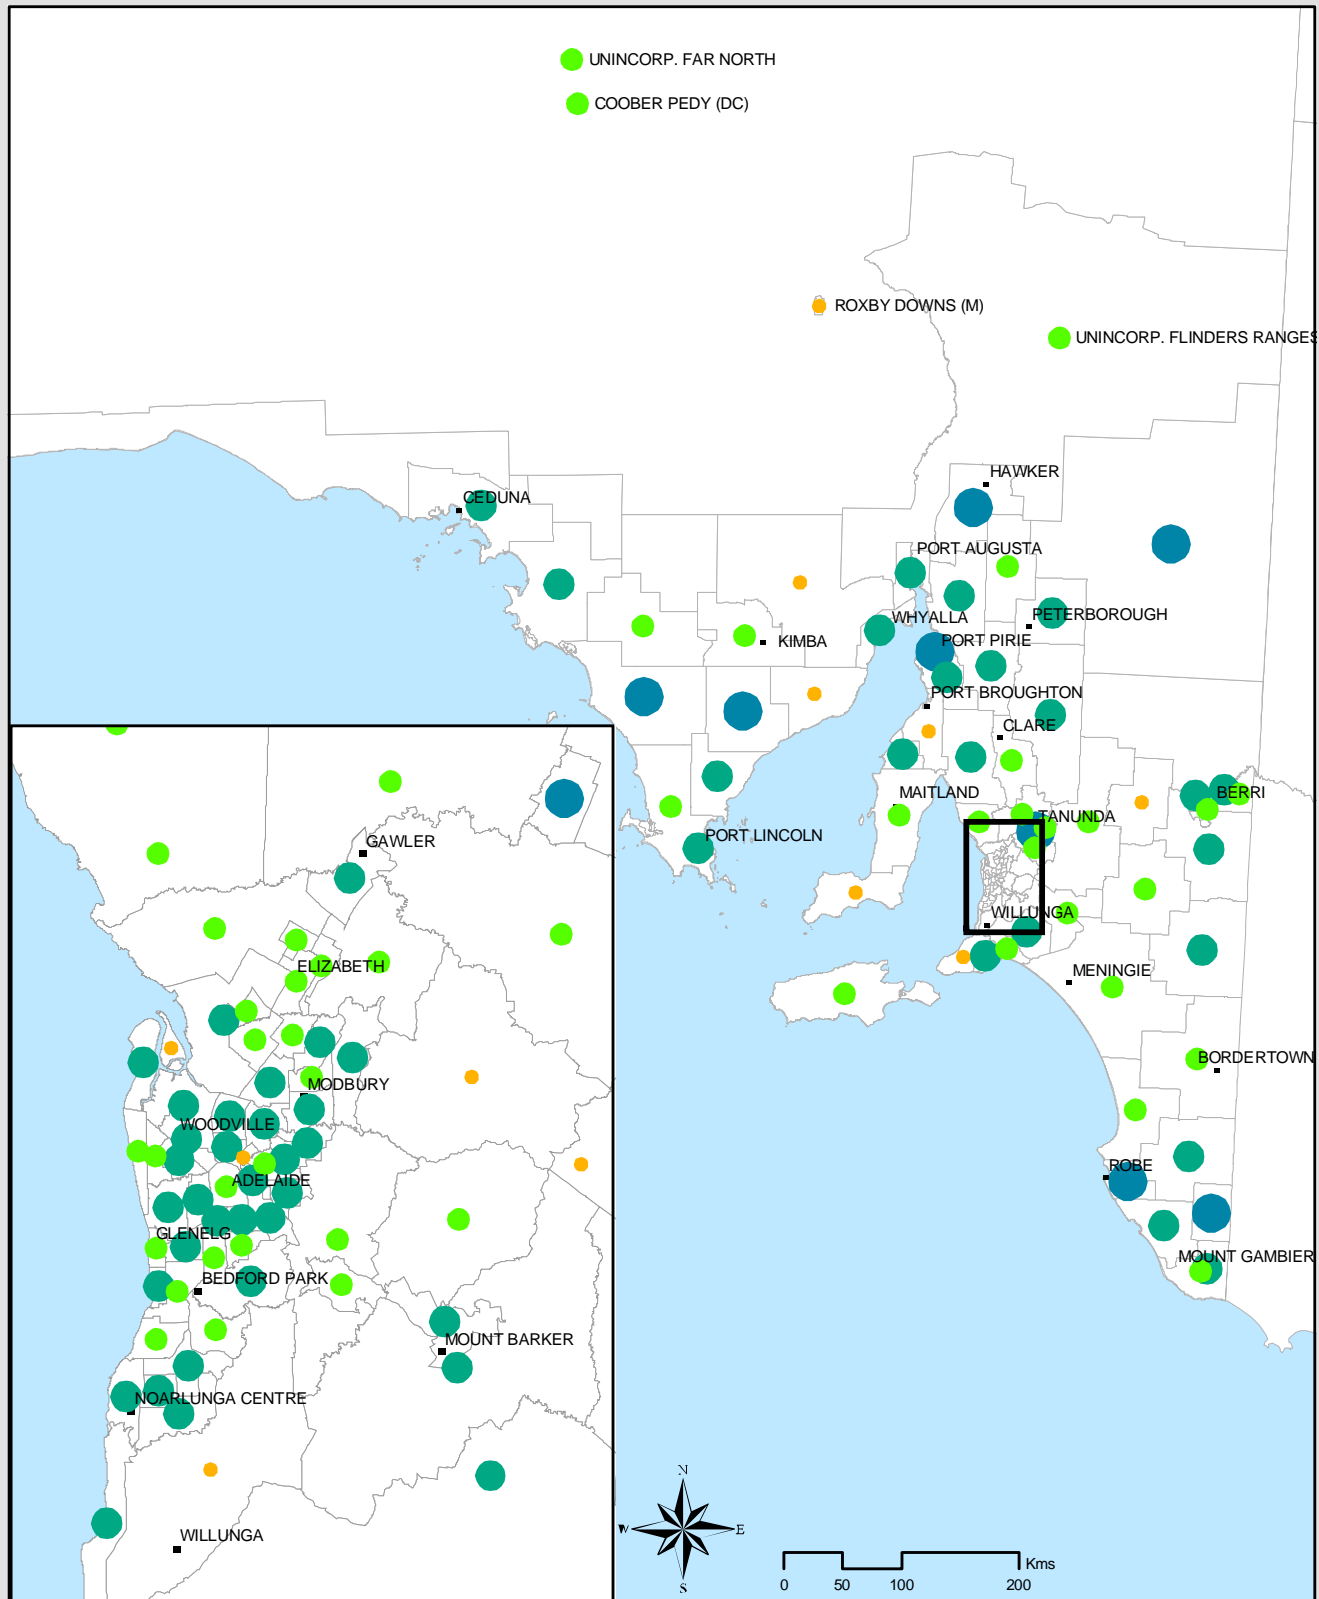 UNINCORP. FAR NORTH
COOBER PEDY (DC)
ROXBY DOWNS (M)
UNINCORP. FLINDERS RANGES
HAWKER
CEDUNA
PORT AUGUSTA
PETERBOROUGH
WHYALLA
KIMBA
PORT PIRIE
PORT BROUGHTON
CLARE
MAITLAND
BERRI
TANUNDA
PORT LINCOLN
GAWLER
WILLUNGA
ELIZABETH
MENINGIE
BORDERTOWN
MODBURY
WOODVILLE
ROBE
ADELAIDE
GLENELG
MOUNT GAMBIER
BEDFORD PARK
MOUNT BARKER
NOARLUNGA CENTRE
WILLUNGA
N
W
E
S
Kms
0 50 100 200